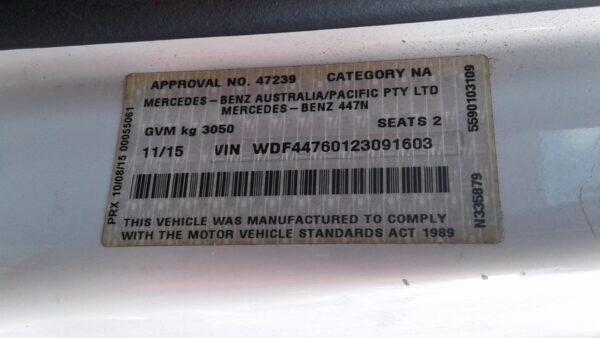 APPROVAL NO. 47239 CATEGORY NA
MERCEDES-BENZ AUSTRALIA/PACIFIC PTY LTD
MERCEDES-BENZ 447N
GVM kg 3050 SEATS 2
11/15 VIN WDF44760123091603
THIS VEHICLE WAS MANUFACTURED TO COMPLY
WITH THE MOTOR VEHICLE STANDARDS ACT 1989
PRX 10/08/15 00055061
5590103109
N335879